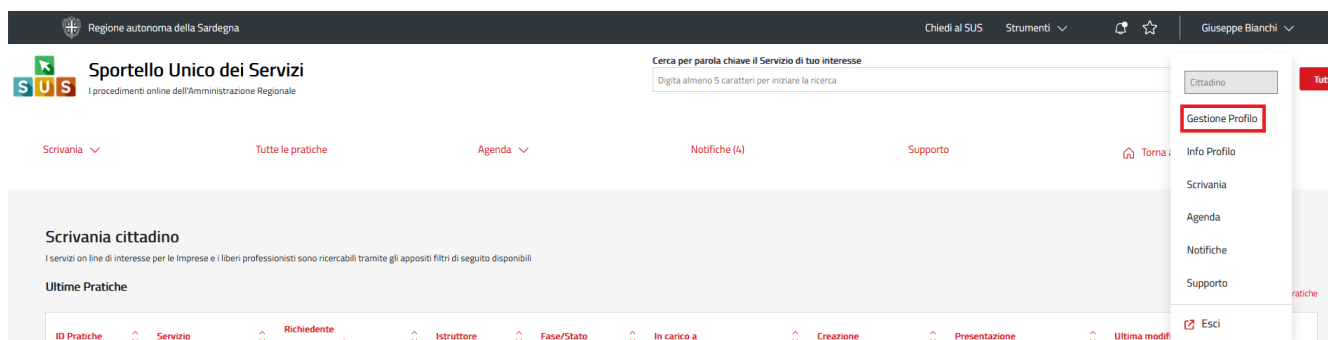 Regione autonoma della Sardegna
Chiedi al SUS
Strumenti
Giuseppe Bianchi
SUS
Sportello Unico dei Servizi
I procedimenti online dell'Amministrazione Regionale
Cerca per parola chiave il Servizio di tuo interesse
Digita almeno 5 caratteri per iniziare la ricerca
Cittadino
Gestione Profilo
Info Profilo
Scrivania
Agenda
Notifiche
Supporto
Esci
Scrivania
Tutte le pratiche
Agenda
Notifiche (4)
Supporto
Torna
Scrivania cittadino
I servizi on line di interesse per le Imprese e i liberi professionisti sono ricercabili tramite gli appositi filtri di seguito disponibili
Ultime Pratiche
ID Pratiche
Servizio
Richiedente
Istruttore
Fase/Stato
In carico a
Creazione
Presentazione
Ultima